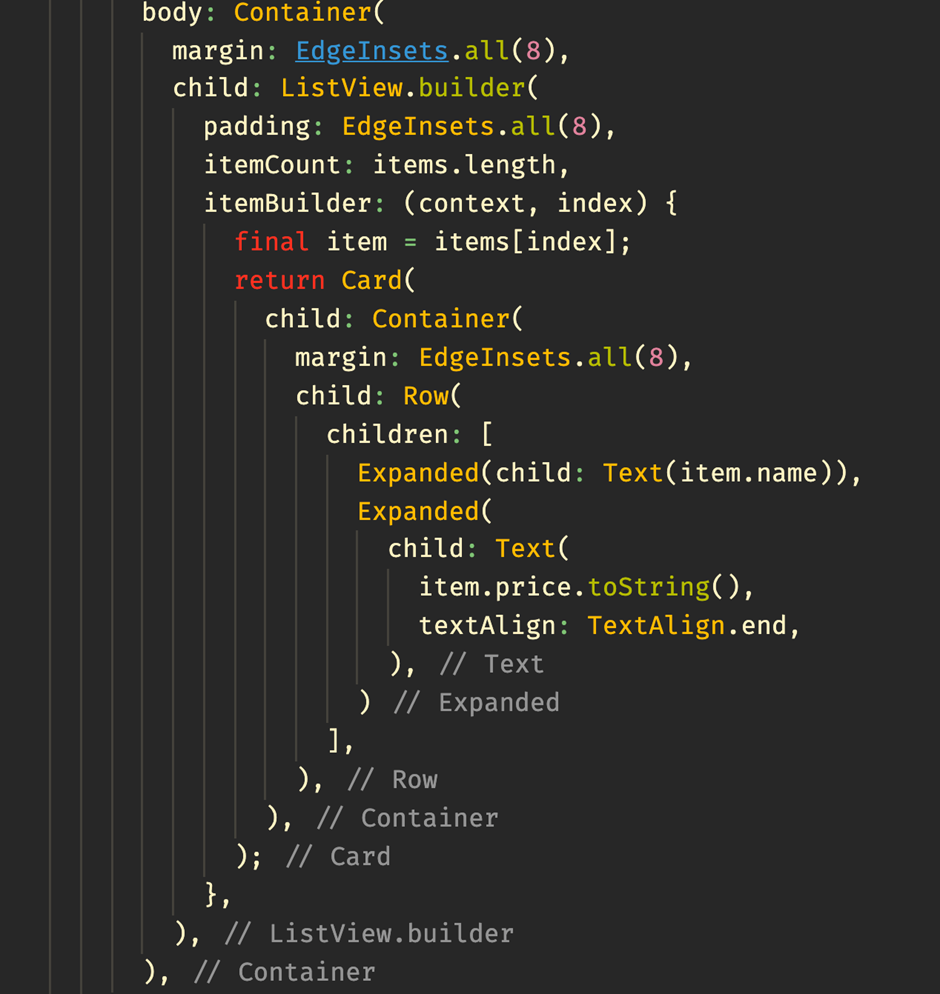 body: Container(
margin: EdgeInsets.all(8),
child: ListView.builder(
padding: EdgeInsets.all(8),
itemCount: items.length,
itemBuilder: (context, index) {
final item = items[index];
return Card(
child: Container(
margin: EdgeInsets.all(8),
child: Row(
children: [
Expanded(child: Text(item.name)),
Expanded(
child: Text(
item.price.toString(),
textAlign: TextAlign.end,
), // Text
) // Expanded
],
), // Row
), // Container
); // Card
},
), // ListView.builder
), // Container